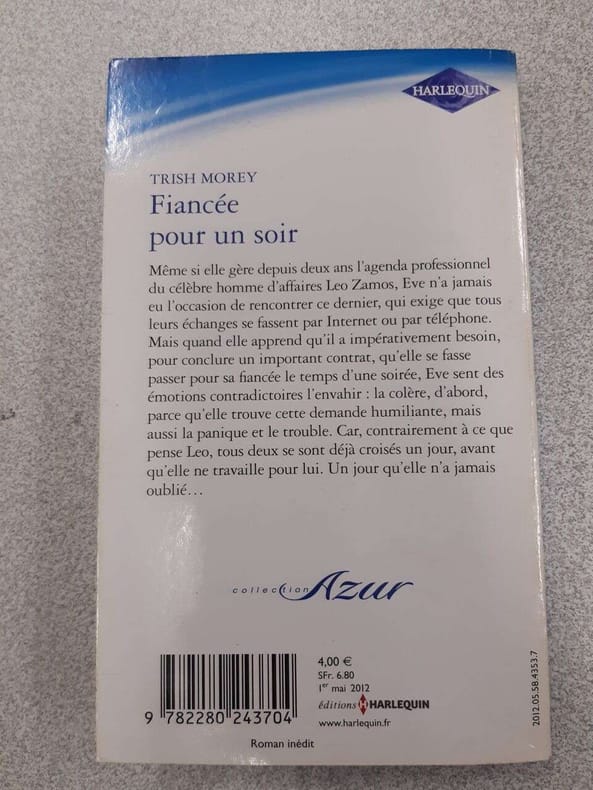 HARLEQUIN
TRISH MOREY
Fiancée
pour un soir
Même si elle gère depuis deux ans l'agenda professionnel
du célèbre homme d'affaires Leo Zamos, Eve n'a jamais
eu l'occasion de rencontrer ce dernier, qui exige que tous
leurs échanges se fassent par Internet ou par téléphone.
Mais quand elle apprend qu'il a impérativement besoin,
pour conclure un important contrat, qu'elle se fasse
passer pour sa fiancée le temps d'une soirée, Eve sent des
émotions contradictoires l'envahir : la colère, d'abord,
parce qu'elle trouve cette demande humiliante, mais
aussi la panique et le trouble. Car, contrairement à ce que
pense Leo, tous deux se sont déjà croisés un jour, avant
qu'elle ne travaille pour lui. Un jour qu'elle n'a jamais
oublié…
collection Azur
4,00 €
SFr. 6.80
1er mai 2012
éditions HARLEQUIN
www.harlequin.fr
9 782280 243704
Roman inédit
2012.05.58.4353.7